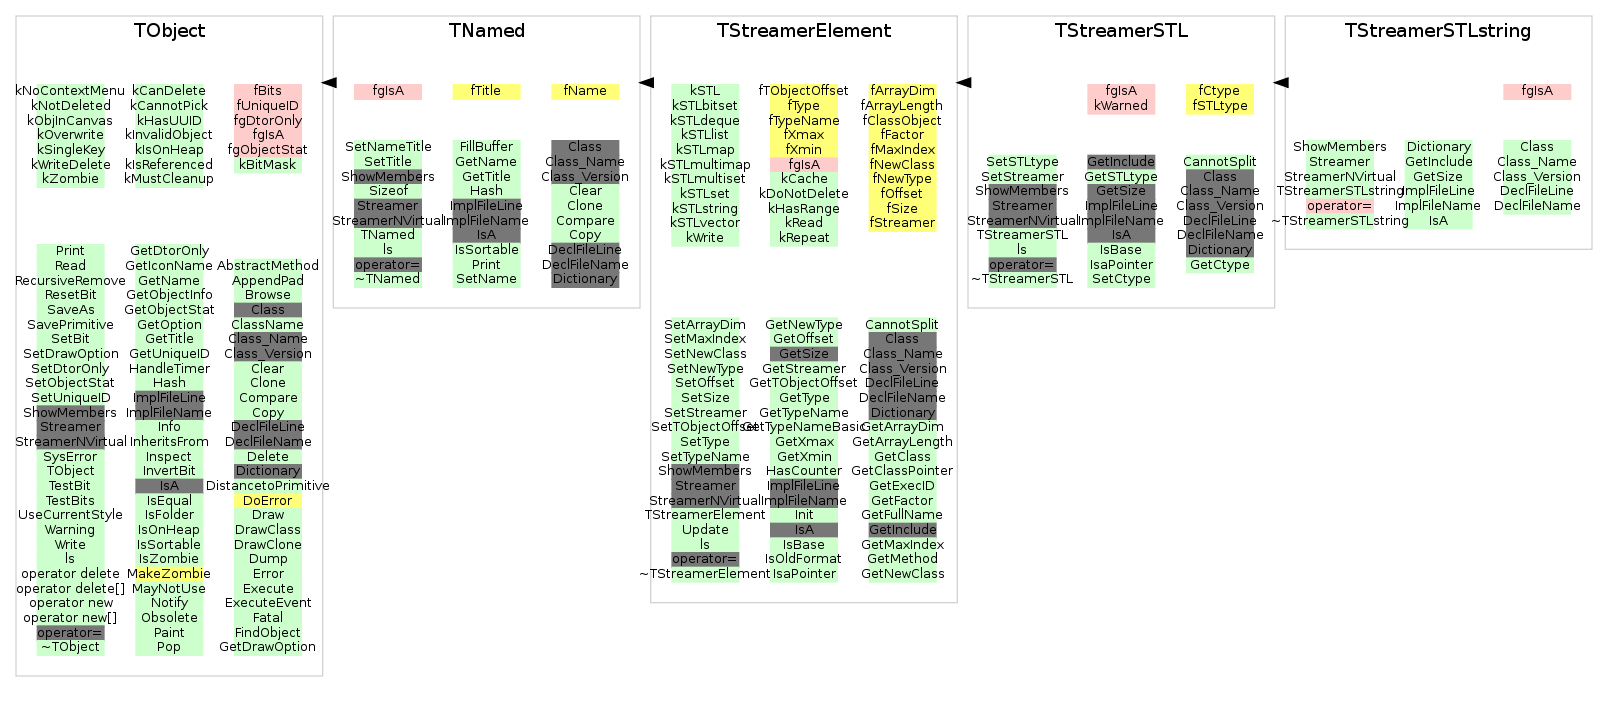 TObject
kNoContextMenu kCanDelete fBits
kNotDeleted kCannotPick fUniqueID
kObjInCanvas kHasUUID fgDtorOnly
kOverwrite kInvalidObject fgIsA
kSingleKey kIsOnHeap fgObjectStat
kWriteDelete kIsReferenced kBitMask
kZombie kMustCleanup
Print GetDtorOnly
Read GetIconName AbstractMethod
RecursiveRemove GetName AppendPad
ResetBit GetObjectInfo Browse
SaveAs GetObjectStat Class
SavePrimitive GetOption ClassName
SetBit GetTitle Class_Name
SetDrawOption GetUniqueID Class_Version
SetDtorOnly HandleTimer Clear
SetObjectStat Hash Clone
SetUniqueID ImplFileLine Compare
ShowMembers ImplFileName Copy
Streamer Info DeclFileLine
StreamerNVirtual InheritsFrom DeclFileName
SysError Inspect Delete
TObject InvertBit Dictionary
TestBit IsA DistancetoPrimitive
TestBits IsEqual DoError
UseCurrentStyle IsFolder Draw
Warning IsOnHeap DrawClass
Write IsSortable DrawClone
ls IsZombie Dump
operator delete MakeZombie Error
operator delete[] MayNotUse Execute
operator new Notify ExecuteEvent
operator new[] Obsolete Fatal
operator= Paint FindObject
~TObject Pop GetDrawOption
TNamed
fgIsA fTitle fName
SetNameTitle FillBuffer Class
SetTitle GetName Class_Name
ShowMembers GetTitle Class_Version
Sizeof Hash Clear
Streamer ImplFileLine Clone
StreamerNVirtual ImplFileName Compare
TNamed IsA Copy
ls IsSortable DeclFileLine
operator= Print DeclFileName
~TNamed SetName Dictionary
TStreamerElement
kSTL fTObjectOffset fArrayDim
kSTLbitset fType fArrayLength
kSTLdeque fTypeName fClassObject
kSTLlist fXmax fFactor
kSTLmap fXmin fMaxIndex
kSTLmultimap fgIsA fNewClass
kSTLmultiset kCache fNewType
kSTLset kDoNotDelete fOffset
kSTLstring kHasRange fSize
kSTLvector kRead fStreamer
kWrite kRepeat
SetArrayDim GetNewType CannotSplit
SetMaxIndex GetOffset Class
SetNewClass GetSize Class_Name
SetNewType GetStreamer Class_Version
SetOffset GetTObjectOffset DeclFileLine
SetSize GetType DeclFileName
SetStreamer GetTypeName Dictionary
SetTObjectOffset GetTypeNameBasic GetArrayDim
SetType GetXmax GetArrayLength
SetTypeName GetXmin GetClass
ShowMembers HasCounter GetClassPointer
Streamer ImplFileLine GetExecID
StreamerNVirtual ImplFileName GetFactor
TStreamerElement Init GetFullName
Update IsA GetInclude
ls IsBase GetMaxIndex
operator= IsOldFormat GetMethod
~TStreamerElement IsaPointer GetNewClass
TStreamerSTL
fgIsA fCtype
kWarned fSTLtype
SetSTLtype GetInclude CannotSplit
SetStreamer GetSTLtype Class
ShowMembers GetSize Class_Name
Streamer ImplFileLine Class_Version
StreamerNVirtual ImplFileName DeclFileLine
TStreamerSTL IsA DeclFileName
ls IsBase Dictionary
operator= IsaPointer GetCtype
~TStreamerSTL SetCtype
TStreamerSTLstring
fgIsA
ShowMembers Dictionary Class
Streamer GetInclude Class_Name
StreamerNVirtual GetSize Class_Version
TStreamerSTLstring ImplFileLine DeclFileLine
operator= ImplFileName DeclFileName
~TStreamerSTLstring IsA